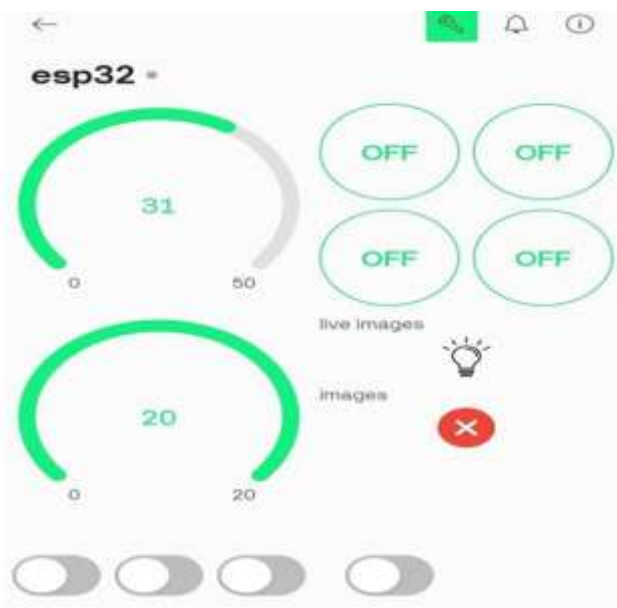 esp32
31
0 50
OFF OFF
OFF OFF
live images
images
20
0 20